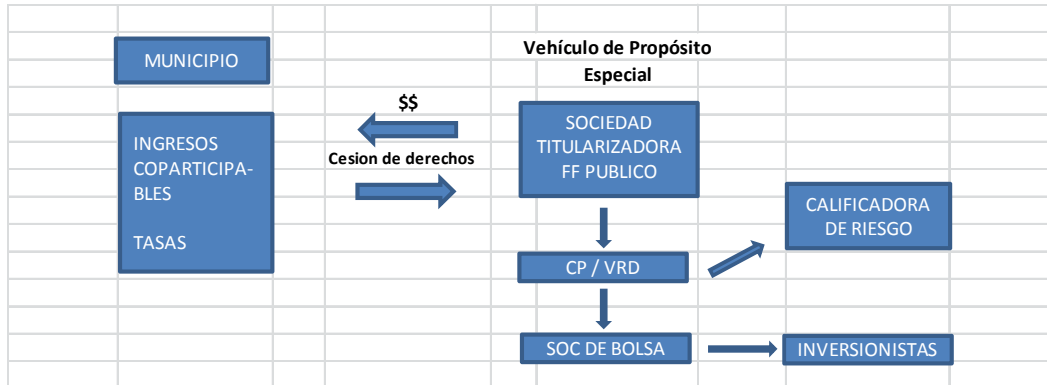 MUNICIPIO
INGRESOS
COPARTICIPA-
BLES
TASAS
$$
Cesion de derechos
Vehículo de Propósito
Especial
SOCIEDAD
TITULARIZADORA
FF PUBLICO
CP / VRD
SOC DE BOLSA
CALIFICADORA
DE RIESGO
INVERSIONISTAS